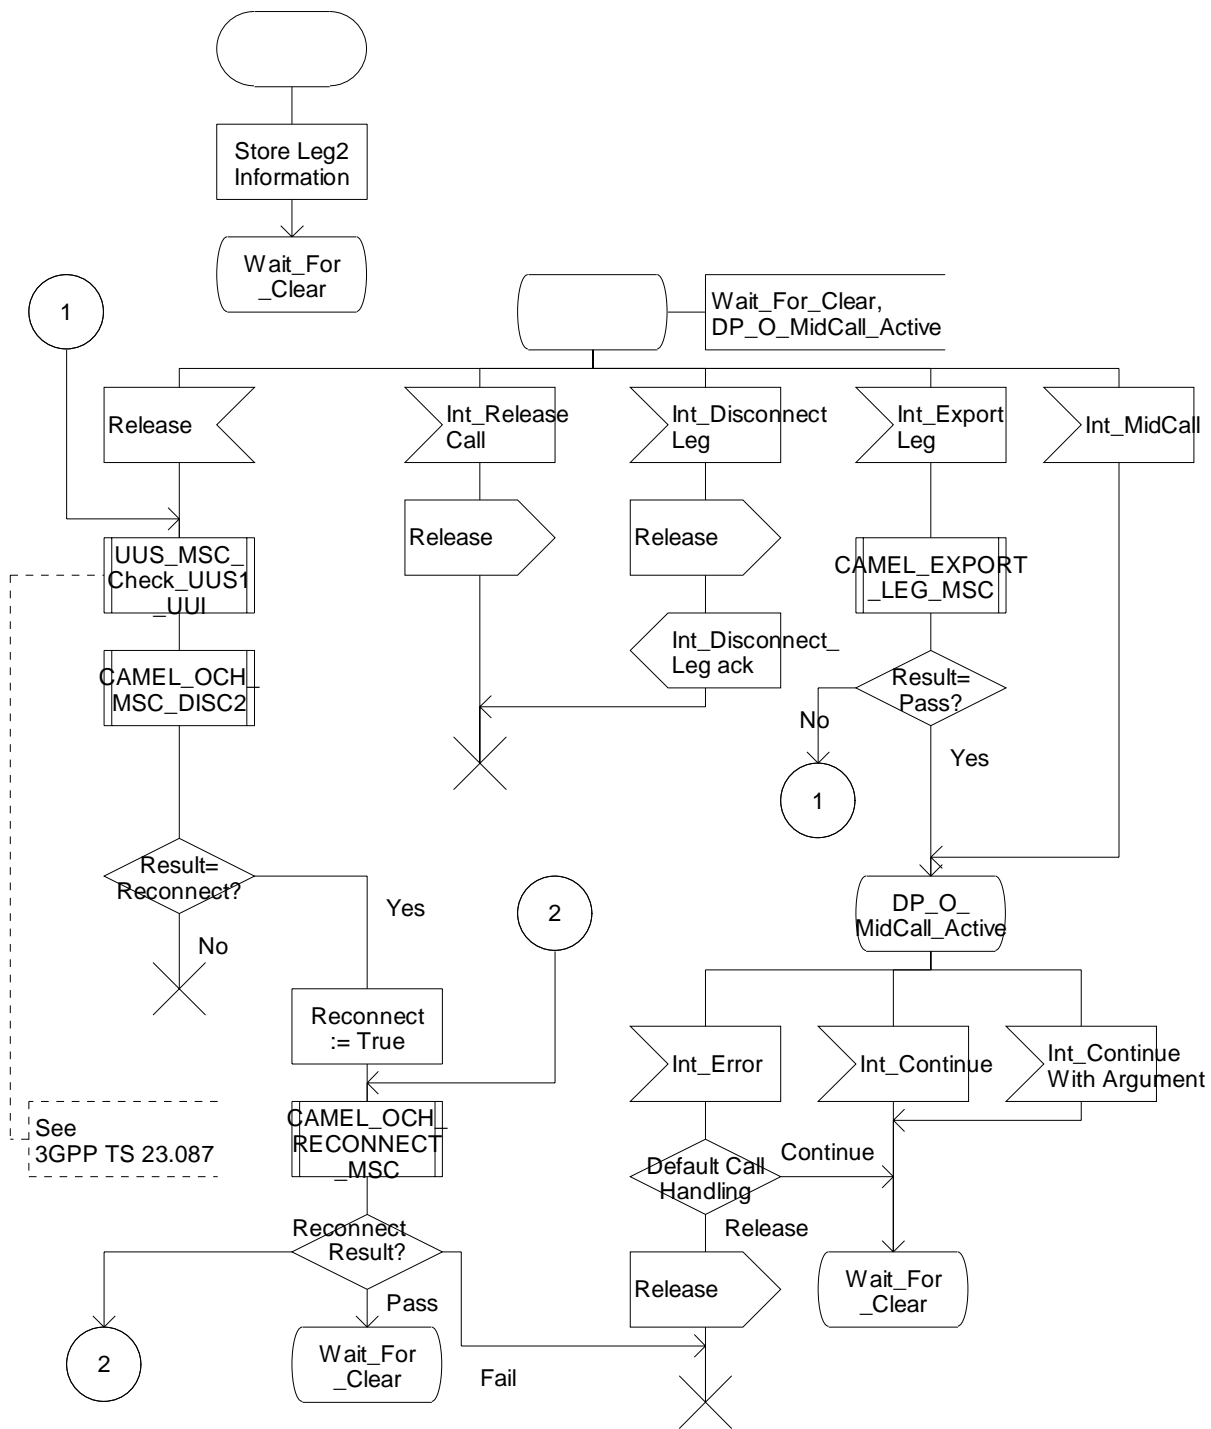 Store Leg2
Information
Wait_For
_Clear
1
Wait_For_Clear,
DP_O_MidCall_Active
Release
Int_Release
Call
Int_Disconnect
Leg
Int_Export
Leg
Int_MidCall
Release
Release
UUS_MSC_
Check_UUS1
_UUI
CAMEL_EXPORT
_LEG_MSC
Int_Disconnect_
Leg ack
CAMEL_OCH_
MSC_DISC2
Result=
Pass?
No
Yes
1
Result=
Reconnect?
Yes
No
2
DP_O_
MidCall_Active
Reconnect
:= True
Int_Error
Int_Continue
Int_Continue
With Argument
See
3GPP TS 23.087
CAMEL_OCH_
RECONNECT
_MSC
Default Call
Handling
Continue
Release
Reconnect
Result?
Pass
Release
Wait_For
_Clear
2
Wait_For
_Clear
Fail